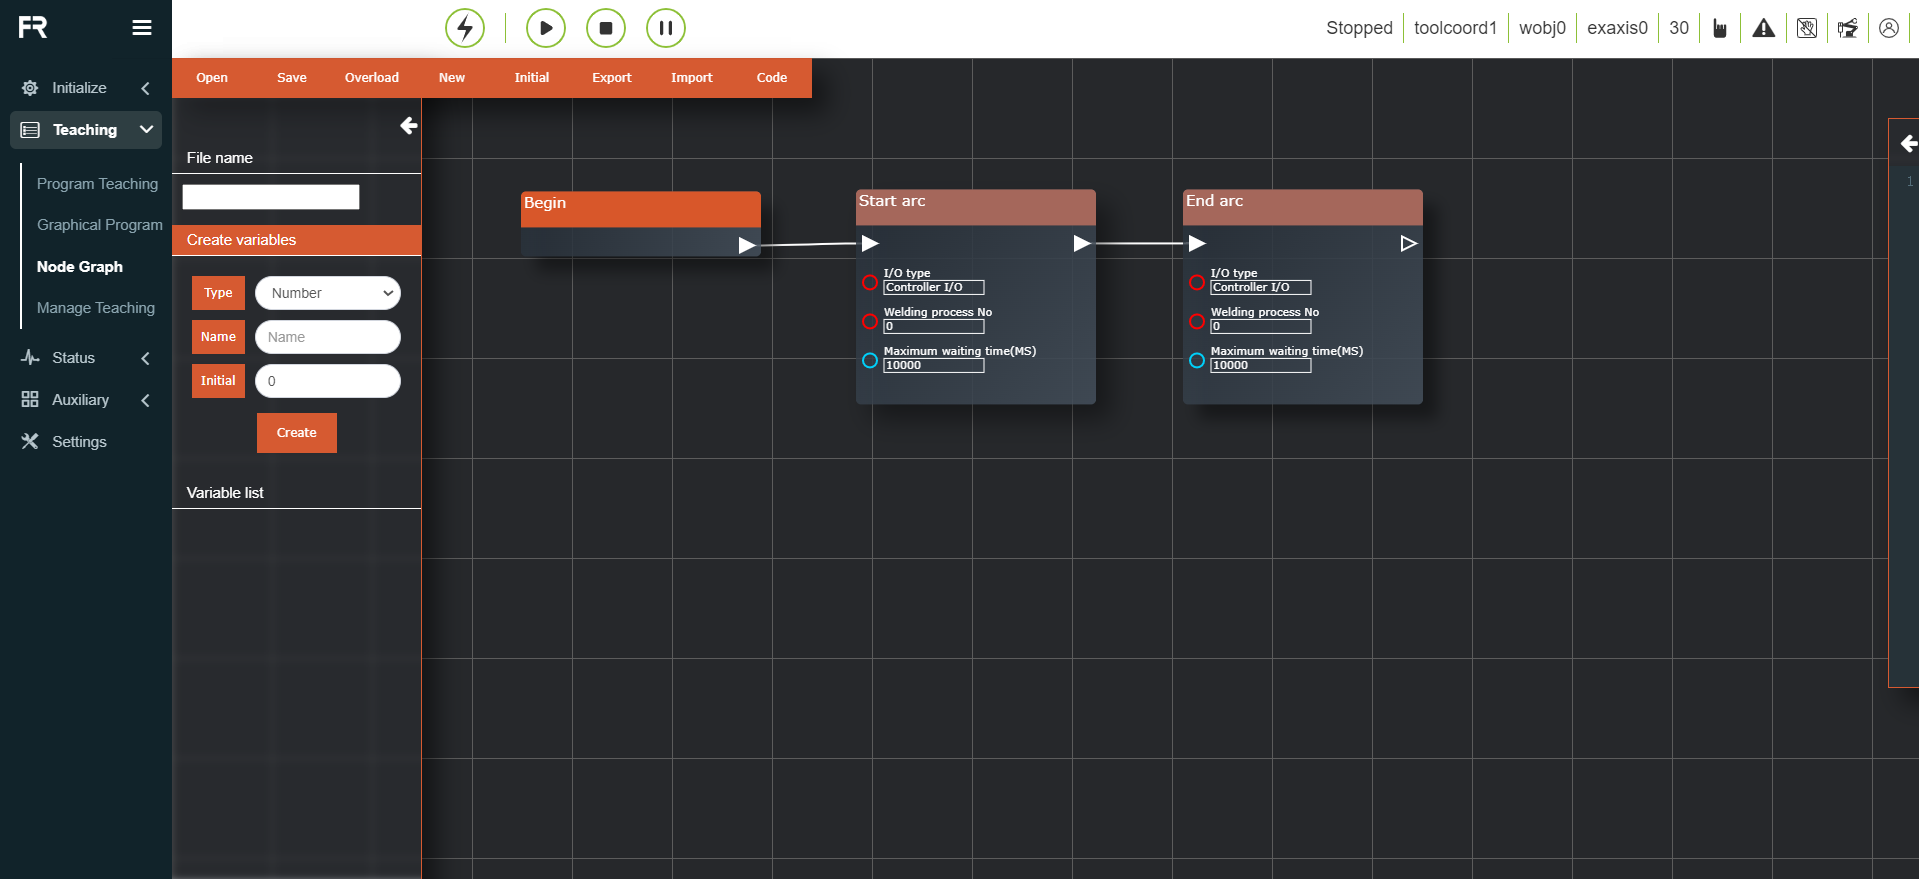 FR
Stopped
toolcoord1
wobj0
exaxis0
30
Initialize
Teaching
Program Teaching
Graphical Program
Node Graph
Manage Teaching
Status
Auxiliary
Settings
Open Save Overload New Initial Export Import Code
File name
Create variables
Type Number
Name Name
Initial 0
Create
Variable list
Begin
Start arc
I/O type
Controller I/O
Welding process No
0
Maximum waiting time(MS)
10000
End arc
I/O type
Controller I/O
Welding process No
0
Maximum waiting time(MS)
10000
1